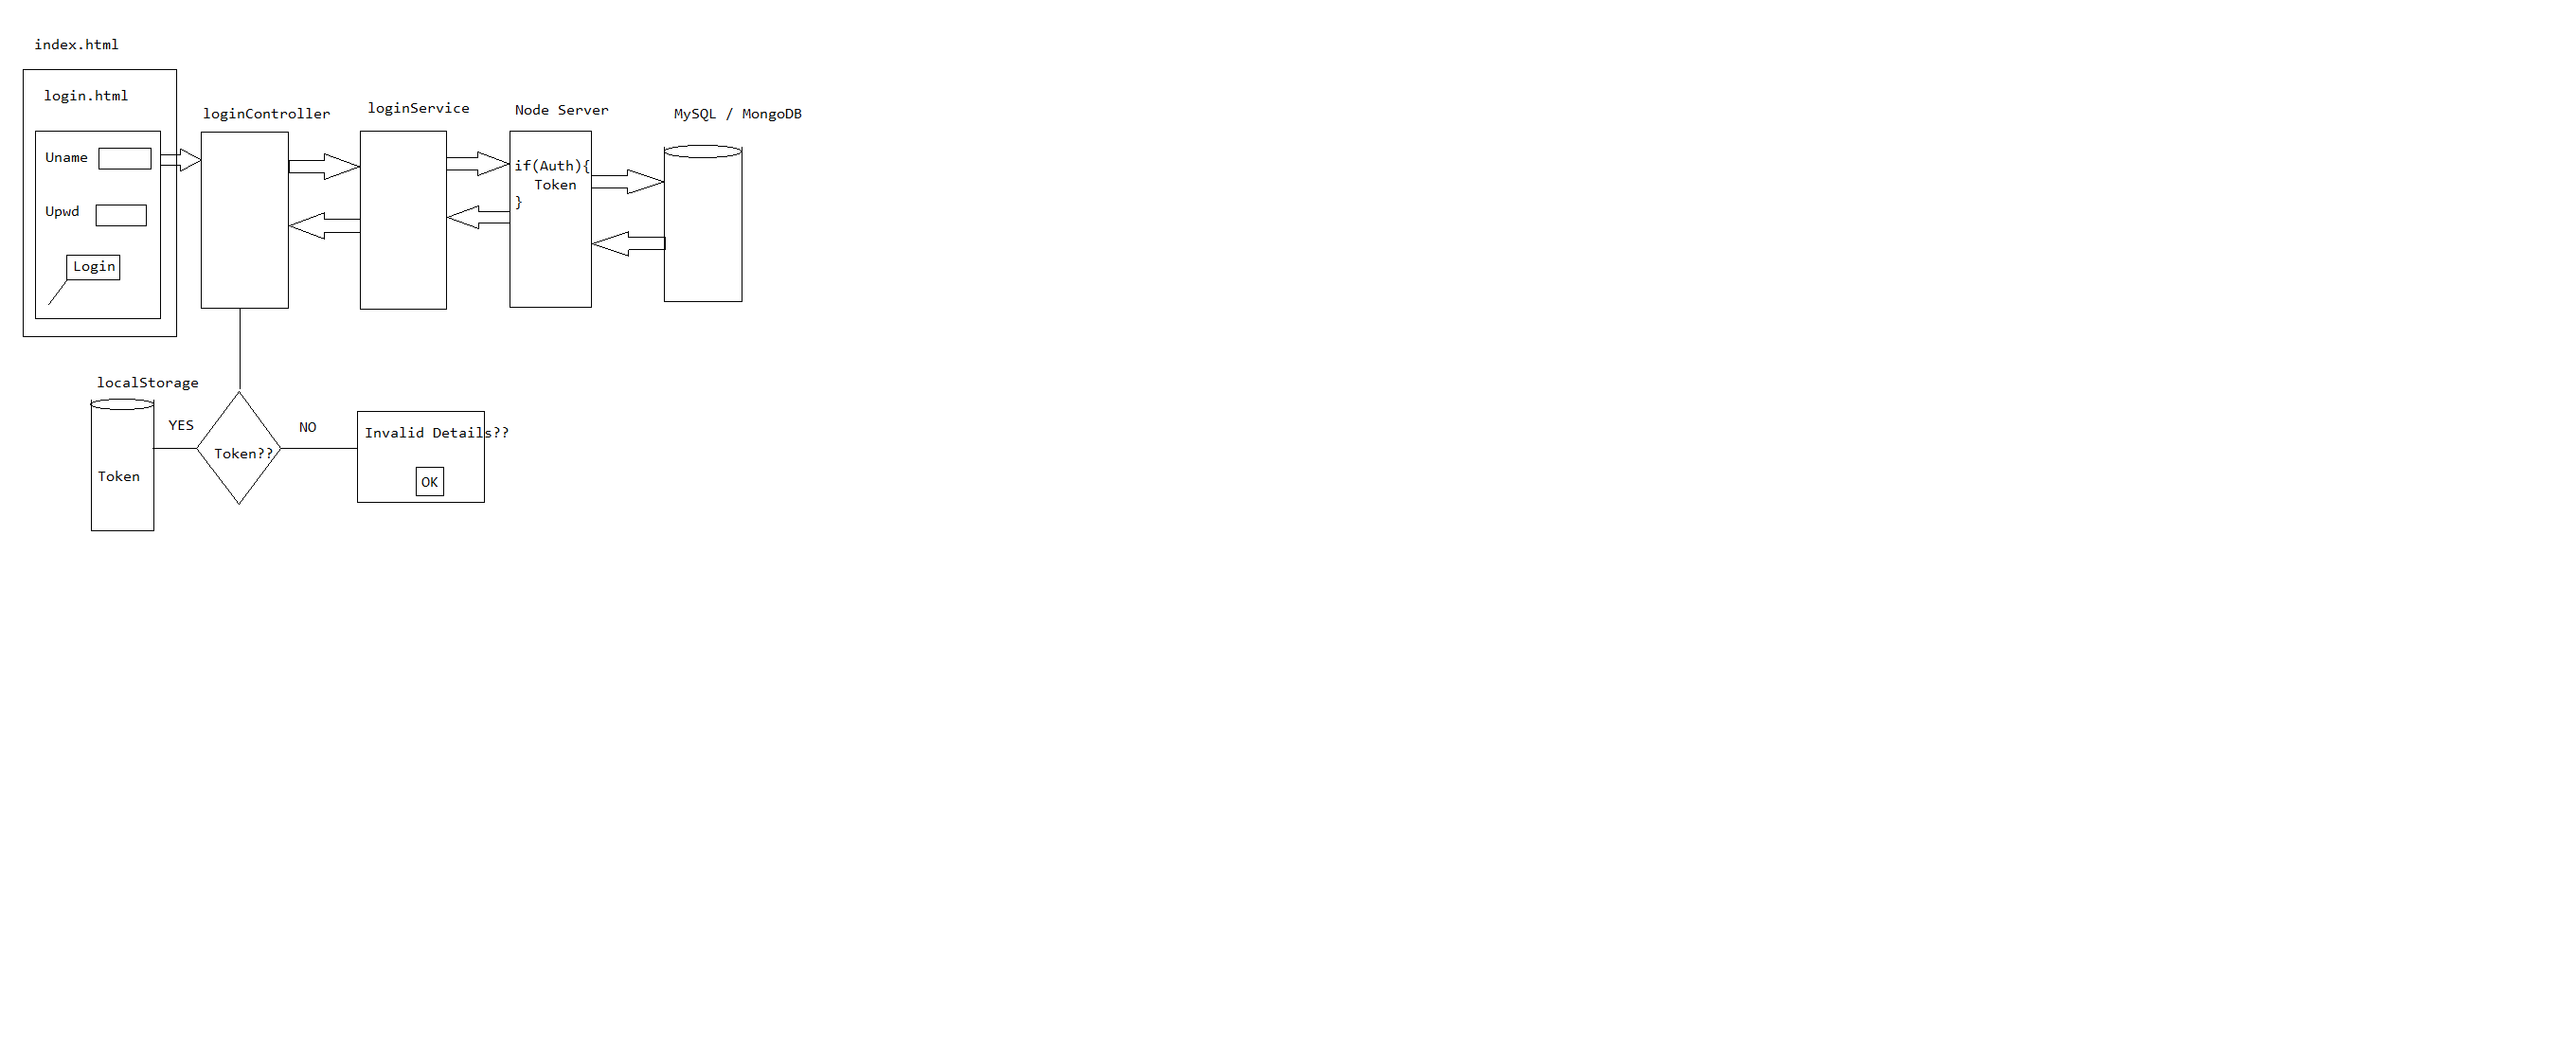 index.html
login.html
loginController
loginService
Node Server
MySQL / MongoDB
Uname
Upwd
Login
if(Auth){
Token
}
localStorage
YES
NO
Token??
Token
Invalid Details??
OK